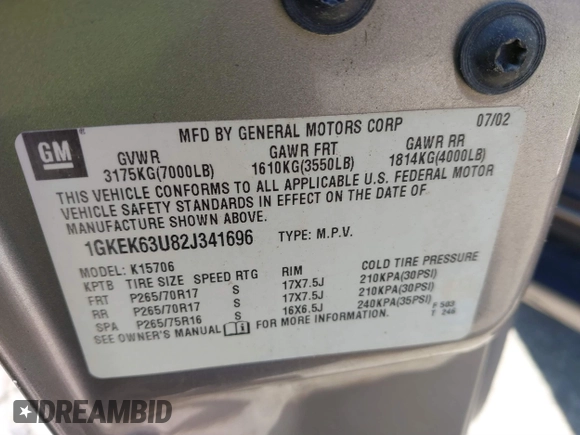 GM
MFD BY GENERAL MOTORS CORP 07/02
GVWR GAWR FRT GAWR RR
3175KG(7000LB) 1610KG(3550LB) 1814KG(4000LB)
THIS VEHICLE CONFORMS TO ALL APPLICABLE U.S. FEDERAL MOTOR
VEHICLE SAFETY STANDARDS IN EFFECT ON THE DATE OF
MANUFACTURE SHOWN ABOVE.
1GKEK63U82J341696 TYPE: M.P.V.
MODEL: K15706
KPTB TIRE SIZE SPEED RTG RIM COLD TIRE PRESSURE
FRT P265/70R17 S 17X7.5J 210KPA(30PSI)
RR P265/70R17 S 17X7.5J 210KPA(30PSI)
SPA P265/75R16 S 16X6.5J 240KPA(35PSI)
SEE OWNER'S MANUAL FOR MORE INFORMATION. F 503
T 246
DREAMBID